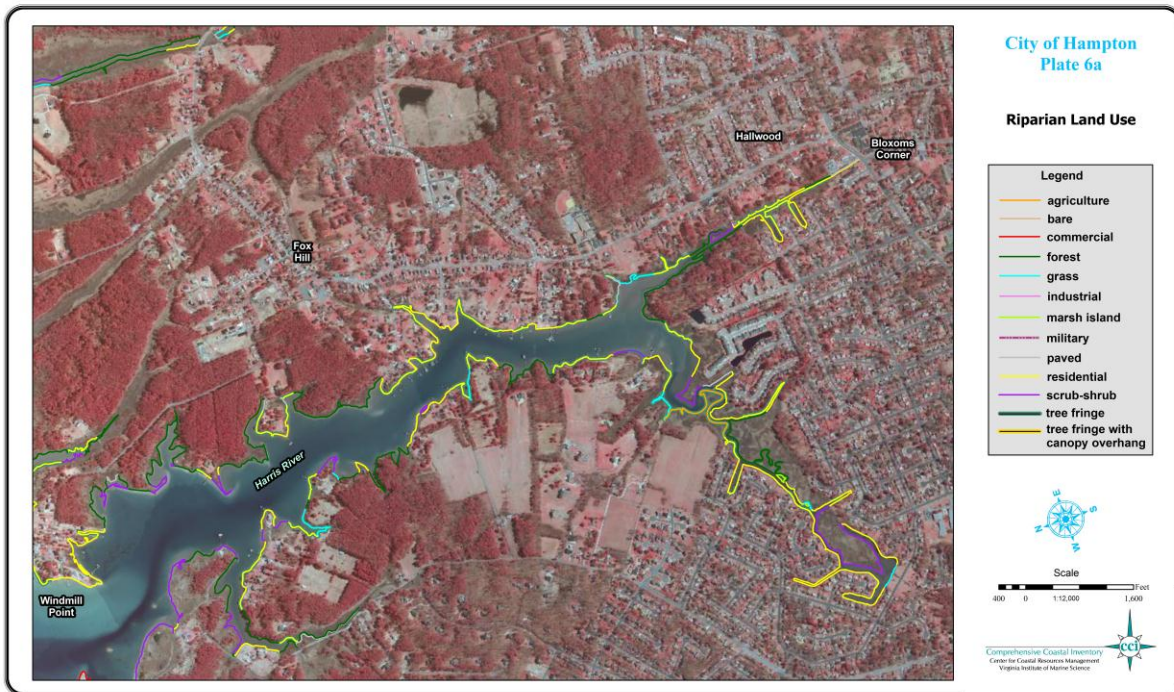 City of Hampton
Plate 6a
Riparian Land Use
Legend
agriculture
bare
commercial
forest
grass
industrial
marsh island
military
paved
residential
scrub-shrub
tree fringe
tree fringe with
canopy overhang
Hallwood
Bloxoms
Corner
Fox
Hill
Harris River
Windmill
Point
N
E
S
W
Scale
Feet
400 0 1:12,000 1,600
Comprehensive Coastal Inventory
Center for Coastal Resources Management
Virginia Institute of Marine Science
cci